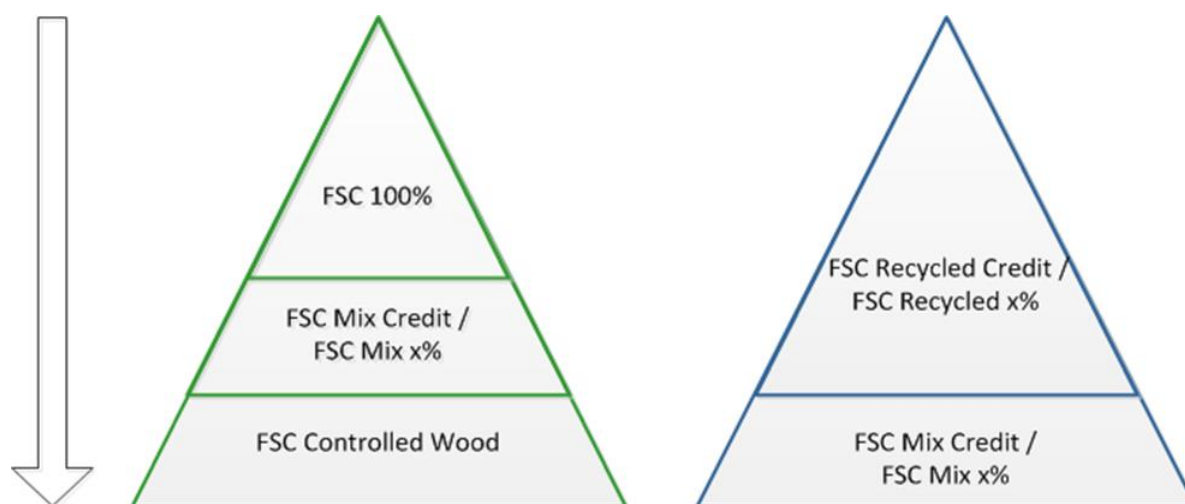 FSC 100%
FSC Mix Credit /
FSC Mix x%
FSC Controlled Wood
FSC Recycled Credit /
FSC Recycled x%
FSC Mix Credit /
FSC Mix x%